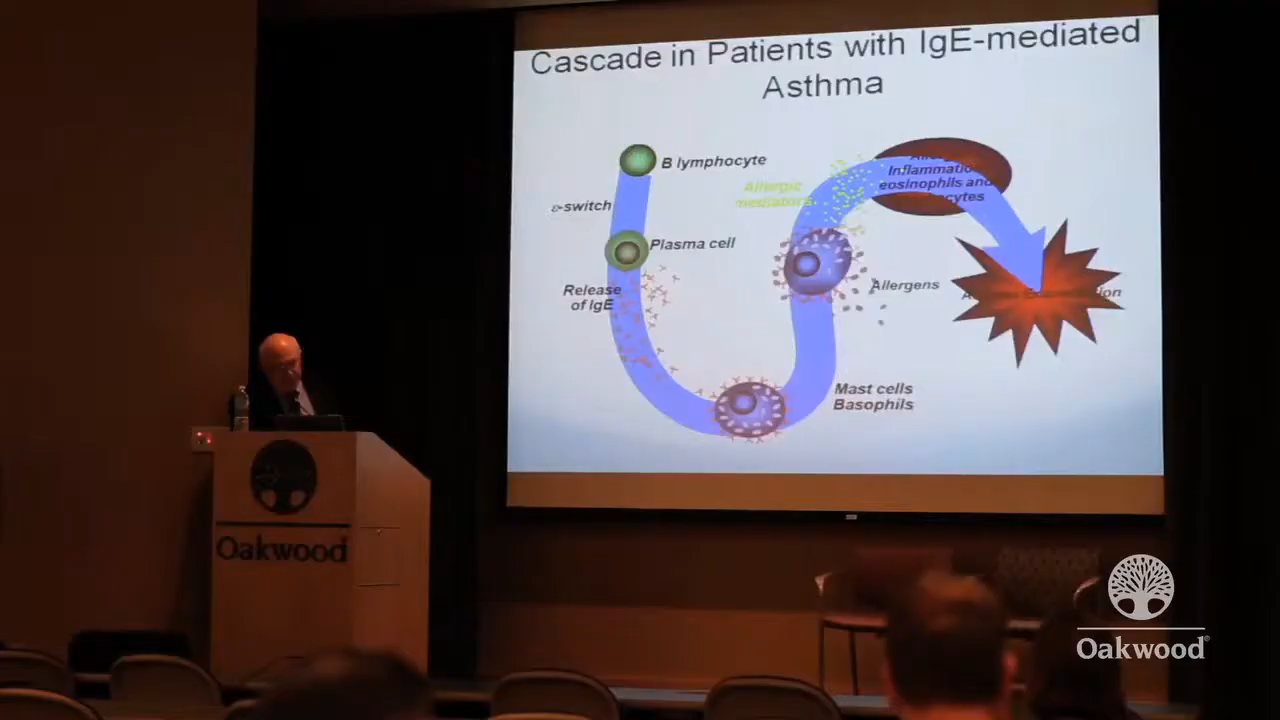 Cascade in Patients with IgE-mediated
Asthma
B lymphocyte
ε-switch
Allergic
mediators
Inflammation
eosinophils and
Plasma cell
Release
of IgE
Allergens
Mast cells
Basophils
Oakwood
Oakwood®